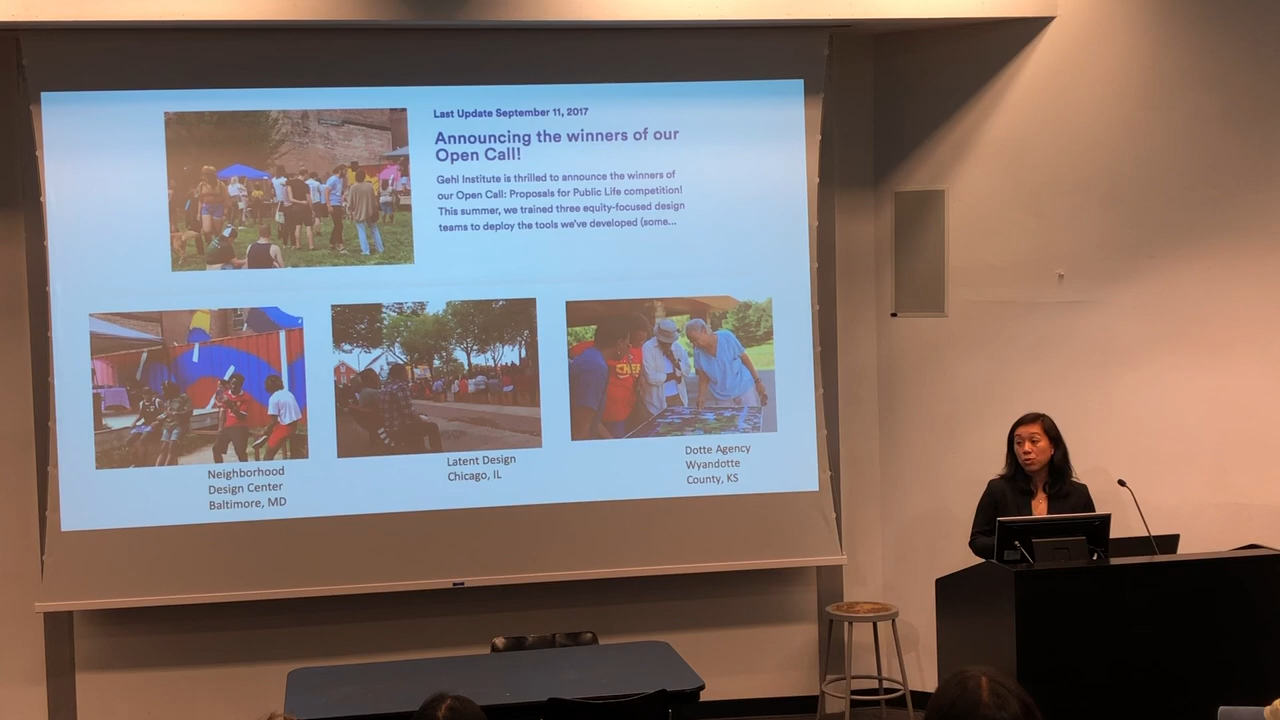 Last Update September 11, 2017
Announcing the winners of our
Open Call!
Gehl Institute is thrilled to announce the winners of
our Open Call: Proposals for Public Life competition!
This summer, we trained three equity-focused design
teams to deploy the tools we've developed (some...
CHEF
Neighborhood
Design Center
Baltimore, MD
Latent Design
Chicago, IL
Dotte Agency
Wyandotte
County, KS